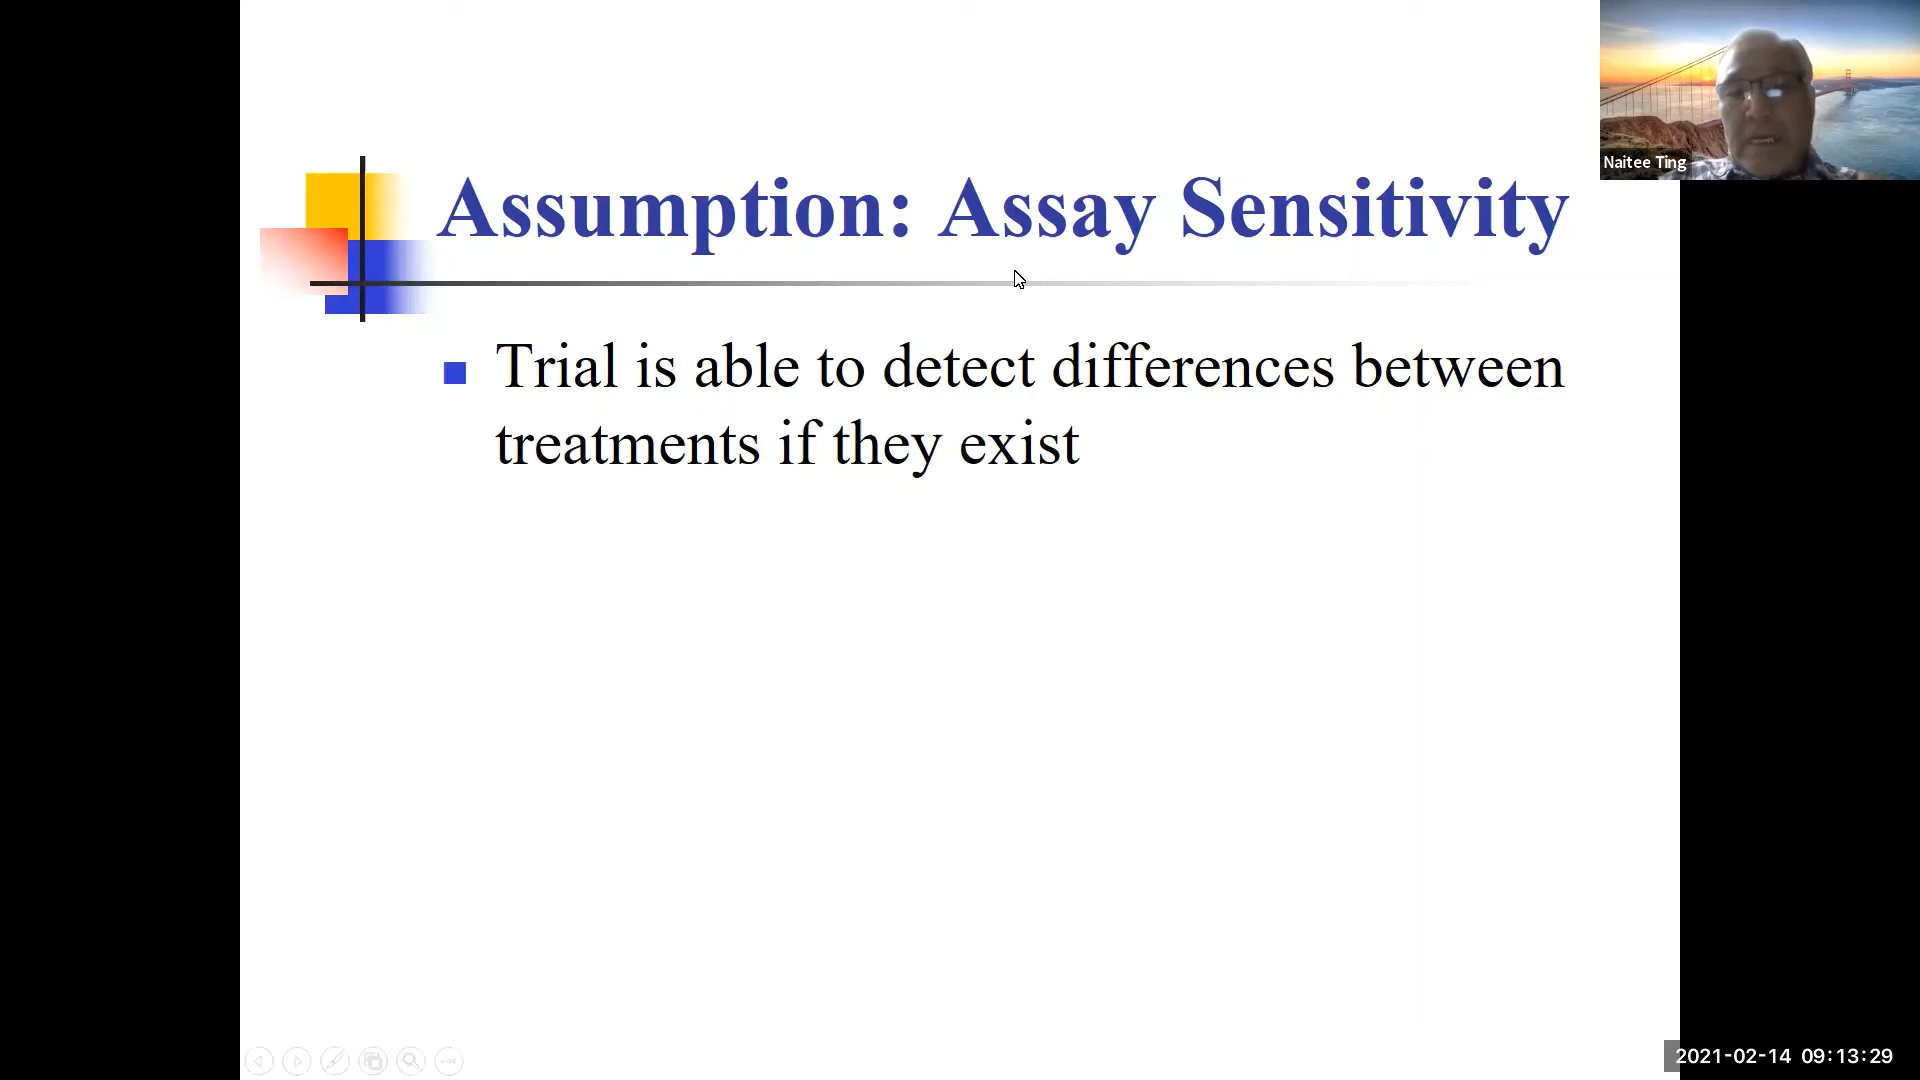 Assumption: Assay Sensitivity
Naitee Ting
Trial is able to detect differences between
treatments if they exist
2021-02-14 09:13:29